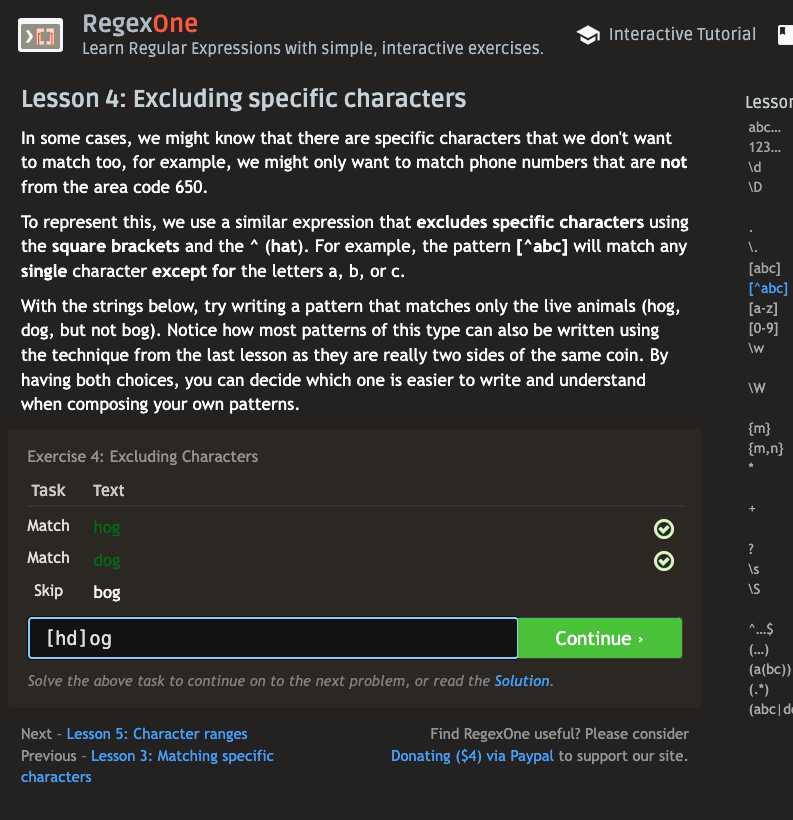 RegexOne
Learn Regular Expressions with simple, interactive exercises.
Interactive Tutorial
Lesson 4: Excluding specific characters
In some cases, we might know that there are specific characters that we don't want
to match too, for example, we might only want to match phone numbers that are not
from the area code 650.
To represent this, we use a similar expression that excludes specific characters using
the square brackets and the ^ (hat). For example, the pattern [^abc] will match any
single character except for the letters a, b, or c.
With the strings below, try writing a pattern that matches only the live animals (hog,
dog, but not bog). Notice how most patterns of this type can also be written using
the technique from the last lesson as they are really two sides of the same coin. By
having both choices, you can decide which one is easier to write and understand
when composing your own patterns.
Exercise 4: Excluding Characters
Task Text
Match hog
Match dog
Skip bog
[hd]og
Continue ›
Solve the above task to continue on to the next problem, or read the Solution.
Next – Lesson 5: Character ranges
Previous – Lesson 3: Matching specific
characters
Find RegexOne useful? Please consider
Donating ($4) via Paypal to support our site.
Lesson
abc…
123…
\d
\D
.
\.
[abc]
[^abc]
[a-z]
[0-9]
\w
\W
{m}
{m,n}
*
+
?
\s
\S
^…$
(…)
(a(bc))
(.*)
(abc|d